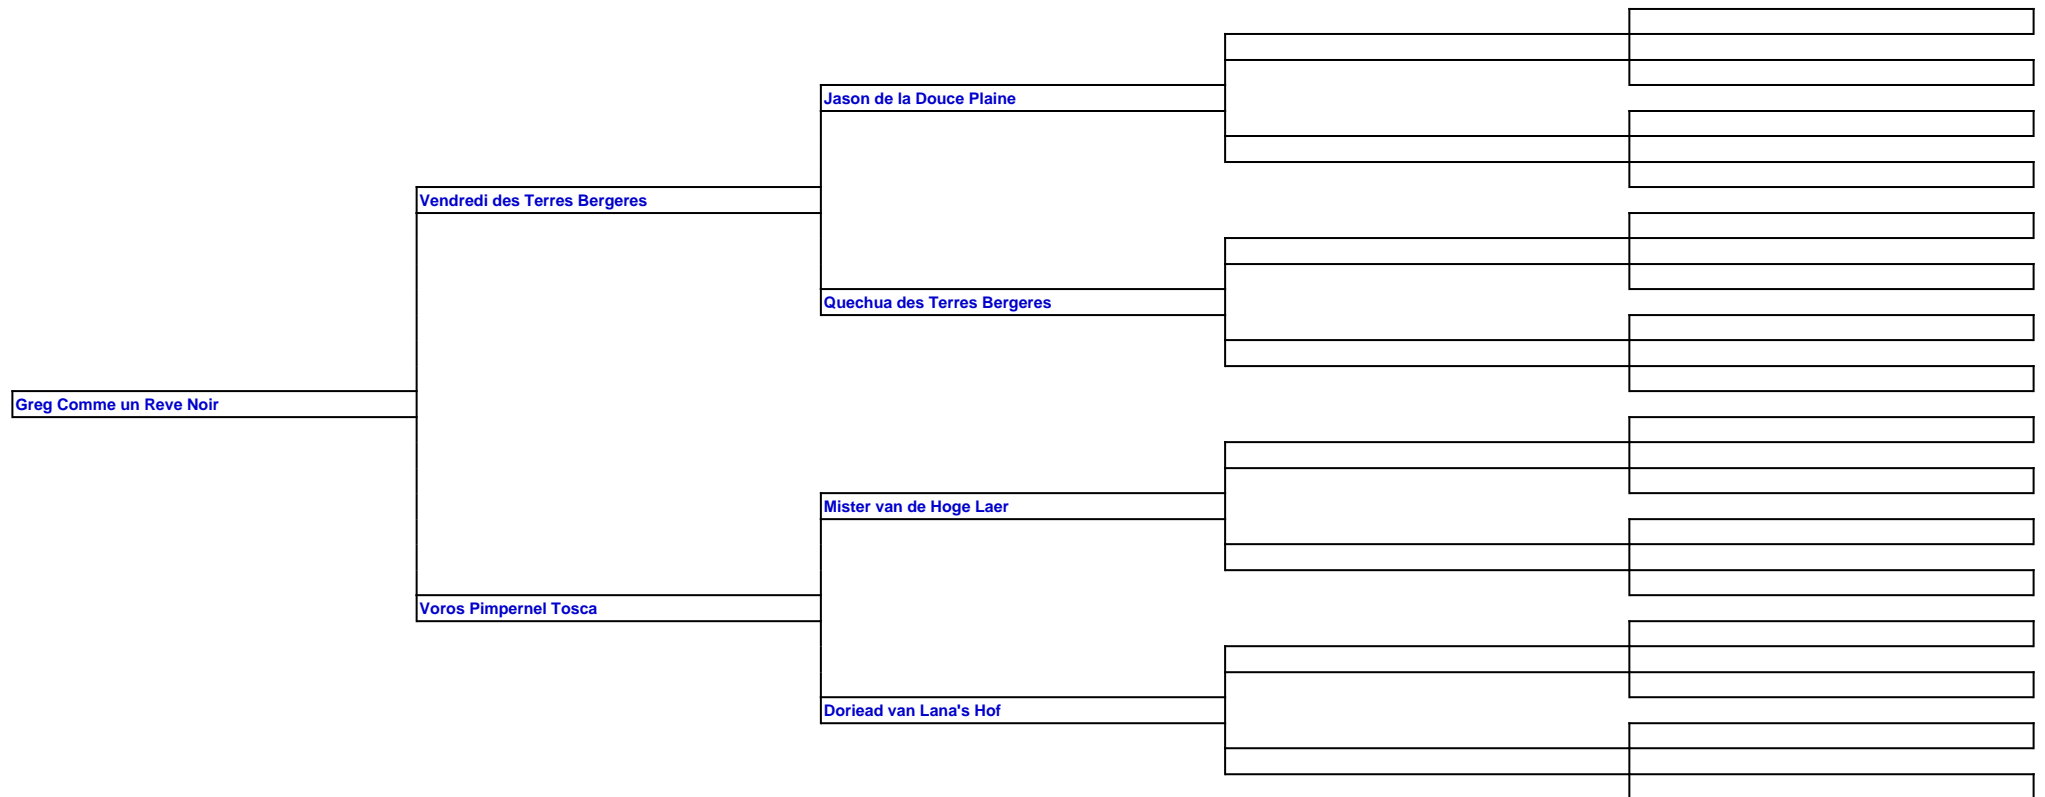 Jason de la Douce Plaine
Vendredi des Terres Bergeres
Quechua des Terres Bergeres
Greg Comme un Reve Noir
Mister van de Hoge Laer
Voros Pimpernel Tosca
Doriead van Lana's Hof